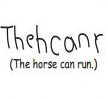 Thehcanr
(The horse can run.)